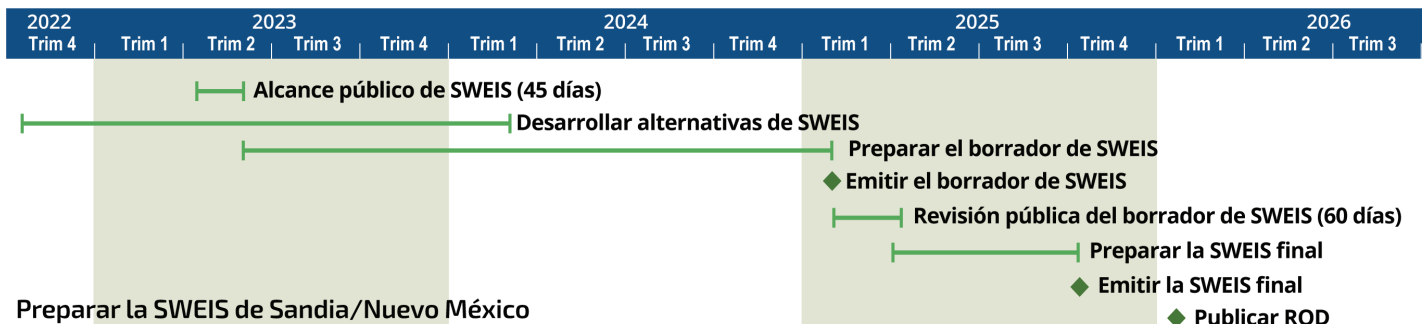 2022 2023 2024 2025 2026
Trim 4 Trim 1 Trim 2 Trim 3 Trim 4 Trim 1 Trim 2 Trim 3 Trim 4 Trim 1 Trim 2 Trim 3 Trim 4 Trim 1 Trim 2 Trim 3
Alcance público de SWEIS (45 días)
Desarrollar alternativas de SWEIS
Preparar el borrador de SWEIS
Emitir el borrador de SWEIS
Revisión pública del borrador de SWEIS (60 días)
Preparar la SWEIS final
Emitir la SWEIS final
Preparar la SWEIS de Sandia/Nuevo México
Publicar ROD